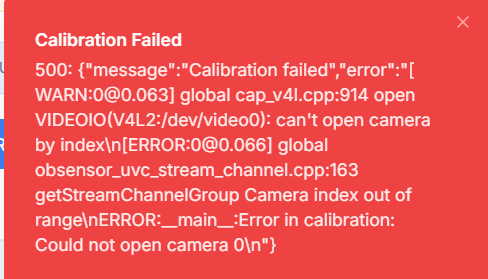 Calibration Failed
500: {"message":"Calibration failed","error":"[
WARN:0@0.063] global cap_v4l.cpp:914 open
VIDEOIO(V4L2:/dev/video0): can't open camera
by index\n[ERROR:0@0.066] global
obsensor_uvc_stream_channel.cpp:163
getStreamChannelGroup Camera index out of
range\nERROR:__main__:Error in calibration:
Could not open camera 0\n"}